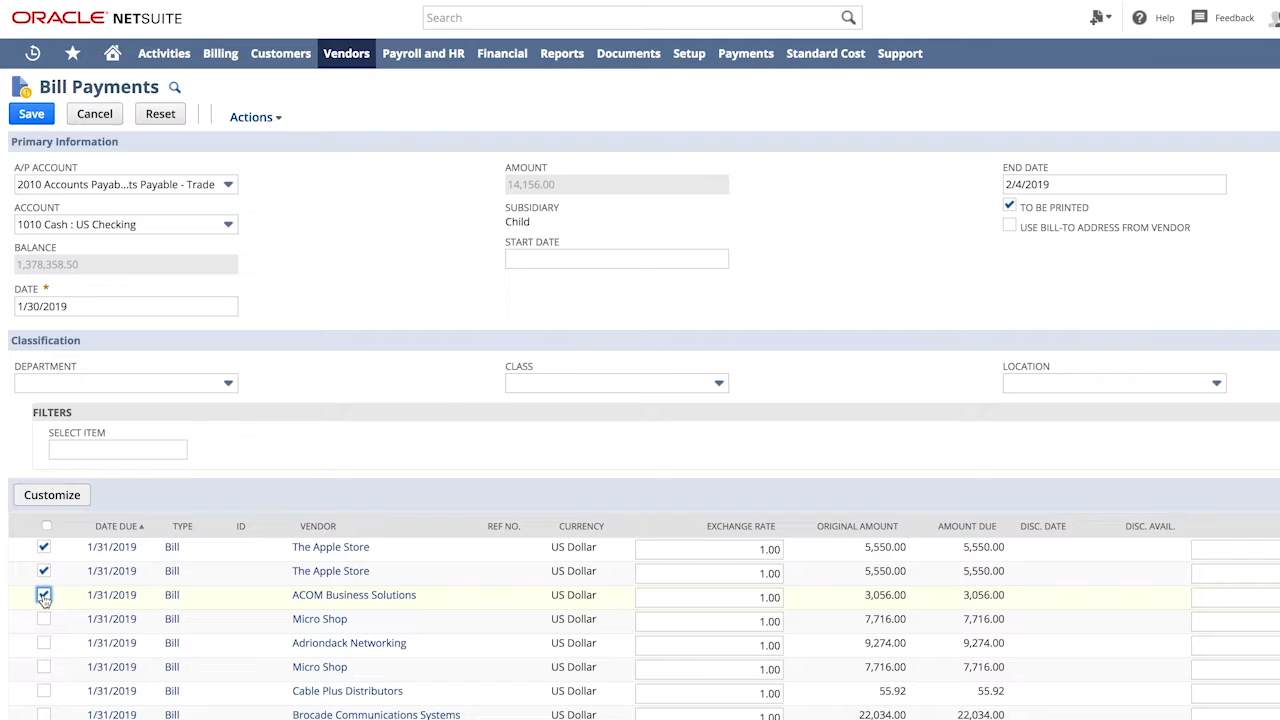 ORACLE NETSUITE
Search
Help
Feedback
Activities Billing Customers Vendors Payroll and HR Financial Reports Documents Setup Payments Standard Cost Support
Bill Payments
Save Cancel Reset Actions
Primary Information
A/P ACCOUNT
2010 Accounts Payab...ts Payable - Trade
ACCOUNT
1010 Cash : US Checking
BALANCE
1,378,358.50
DATE *
1/30/2019
AMOUNT
14,156.00
SUBSIDIARY
Child
START DATE
END DATE
2/4/2019
TO BE PRINTED
USE BILL-TO ADDRESS FROM VENDOR
Classification
DEPARTMENT CLASS LOCATION
FILTERS
SELECT ITEM
Customize
DATE DUE TYPE ID VENDOR REF NO. CURRENCY EXCHANGE RATE ORIGINAL AMOUNT AMOUNT DUE DISC. DATE DISC. AVAIL.
1/31/2019 Bill The Apple Store US Dollar 1.00 5,550.00 5,550.00
1/31/2019 Bill The Apple Store US Dollar 1.00 5,550.00 5,550.00
1/31/2019 Bill ACOM Business Solutions US Dollar 1.00 3,056.00 3,056.00
1/31/2019 Bill Micro Shop US Dollar 1.00 7,716.00 7,716.00
1/31/2019 Bill Adriondack Networking US Dollar 1.00 9,274.00 9,274.00
1/31/2019 Bill Micro Shop US Dollar 1.00 7,716.00 7,716.00
1/31/2019 Bill Cable Plus Distributors US Dollar 1.00 55.92 55.92
1/31/2019 Bill Brocade Communications Systems US Dollar 1.00 22,034.00 22,034.00